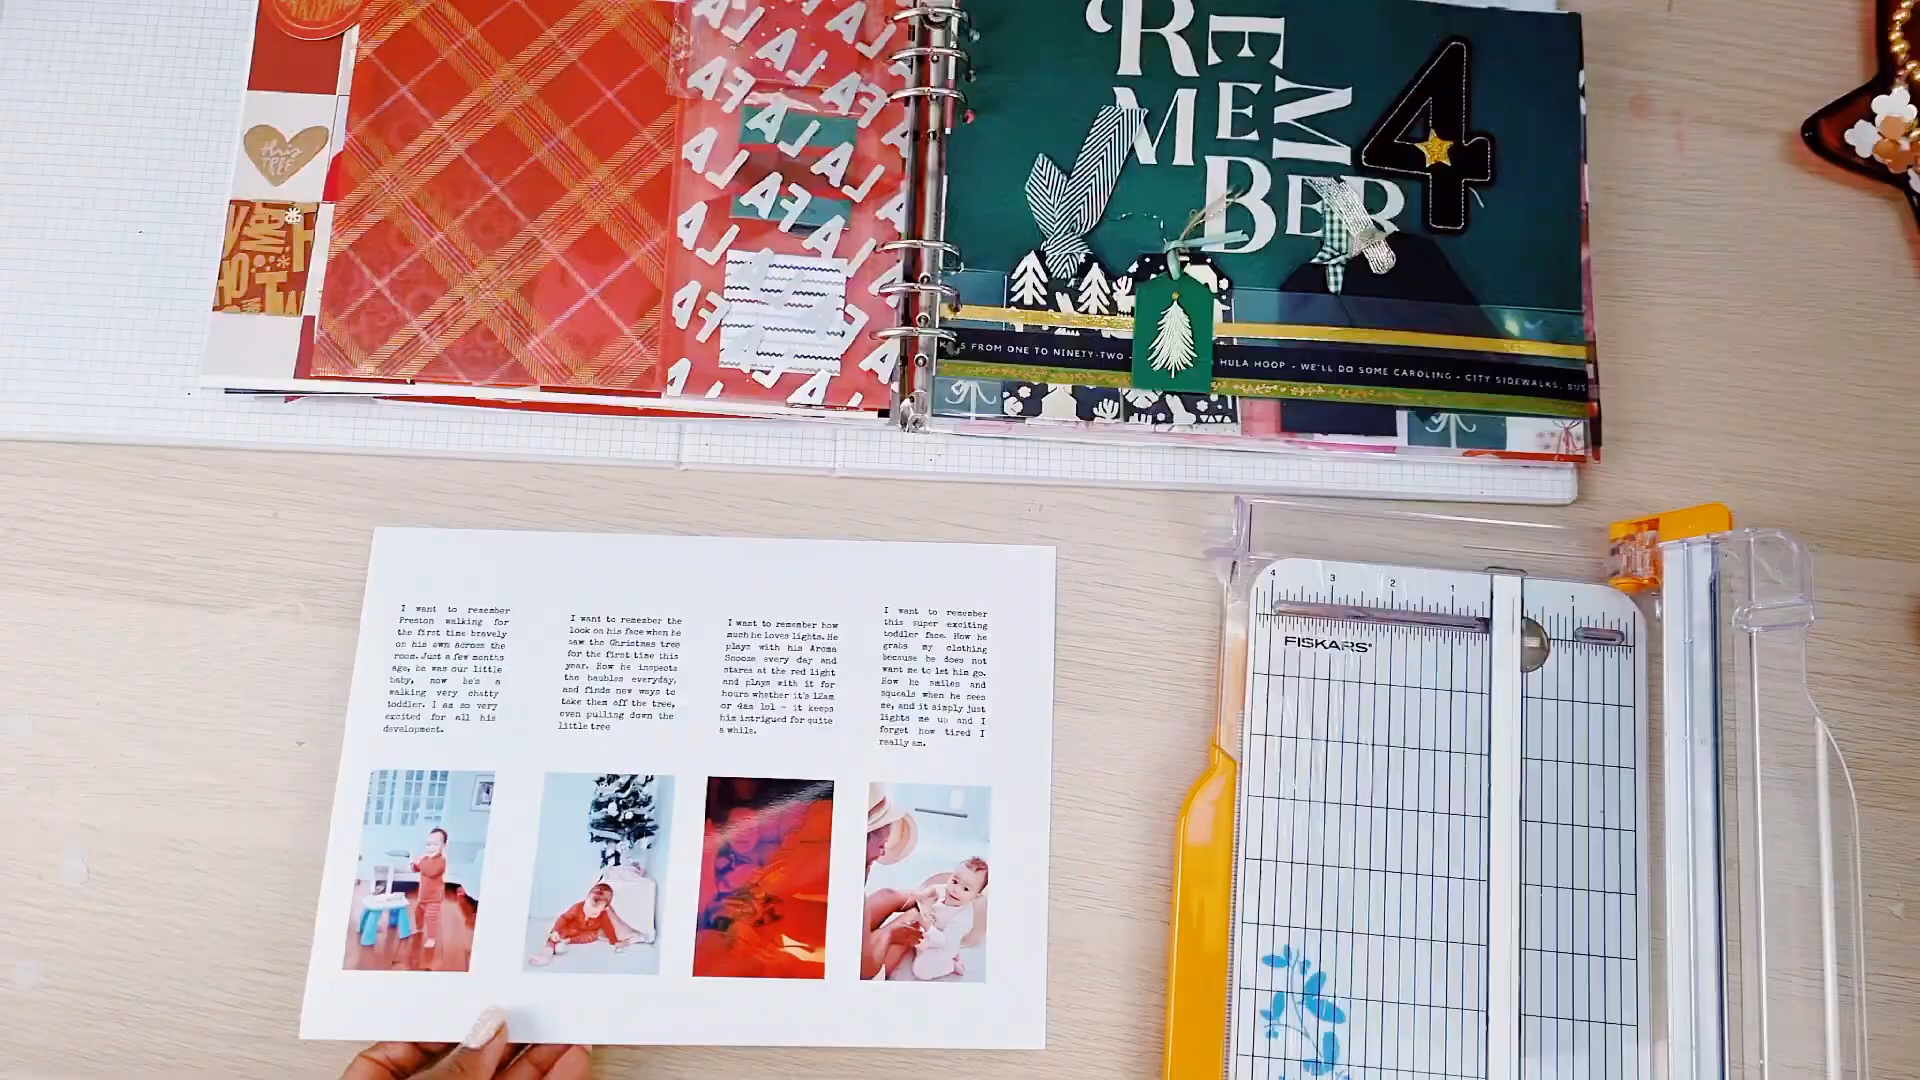 this
TREE
FA LA
REMEMBER
4
KIDS FROM ONE TO NINETY-TWO -
HULA HOOP • WE'LL DO SOME CAROLING • CITY SIDEWALKS, BUS
I want to remember
Preston walking for
the first time bravely
on his own across the
room. Just a few months
ago, he was our little
baby, now he's a
walking very chatty
toddler. I am so very
excited for all his
development.
I want to remember the
look on his face when he
saw the Christmas tree
for the first time this
year. How he inspects
the baubles everyday,
and finds new ways to
take them off the tree,
even pulling down the
little tree
I want to remember how
much he loves lights. He
plays with his Aroma
Snooze every day and
stares at the red light
and plays with it for
hours whether it's 12am
or 4am lol - it keeps
him intrigued for quite
a while.
I want to remember
this super exciting
toddler face. How he
grabs my clothing
because he does not
want me to let him go.
How he smiles and
squeals when he sees
me, and it simply just
lights me up and I
forget how tired I
really am.
4 3 2 1 1
FISKARS